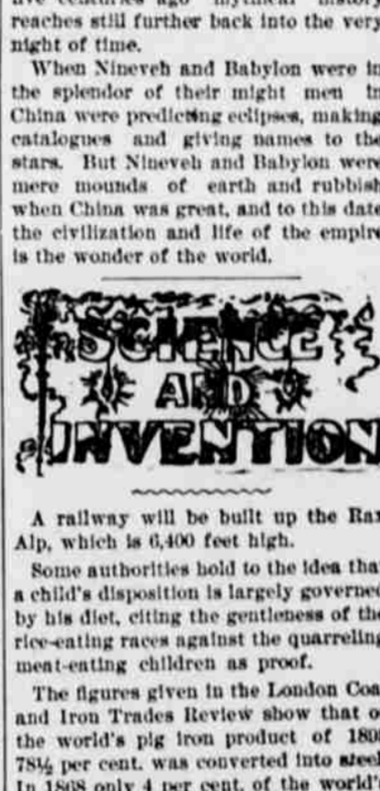 reaches still further back into the very
night of time.
When Nineveh and Babylon were in
the splendor of their might men in
China were predicting eclipses, making
catalogues and giving names to the
stars. But Nineveh and Babylon were
mere mounds of earth and rubbish
when China was great, and to this date
the civilization and life of the empire
is the wonder of the world.
SCIENCE
AND
INVENTION
A railway will be built up the Rax
Alp, which is 6,400 feet high.
Some authorities hold to the idea that
a child's disposition is largely governed
by his diet, citing the gentleness of the
rice-eating races against the quarreling
meat-eating children as proof.
The figures given in the London Coal
and Iron Trades Review show that of
the world's pig iron product of 
78½ per cent. was converted into steel
In 1868 only 4 per cent. of the world's